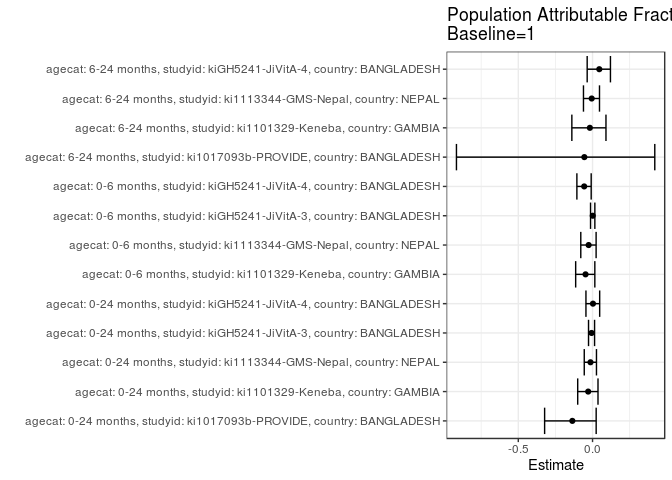 Population Attributable Fract
Baseline=1
agecat: 6-24 months, studyid: kiGH5241-JiVitA-4, country: BANGLADESH
agecat: 6-24 months, studyid: ki1113344-GMS-Nepal, country: NEPAL
agecat: 6-24 months, studyid: ki1101329-Keneba, country: GAMBIA
agecat: 6-24 months, studyid: ki1017093b-PROVIDE, country: BANGLADESH
agecat: 0-6 months, studyid: kiGH5241-JiVitA-4, country: BANGLADESH
agecat: 0-6 months, studyid: kiGH5241-JiVitA-3, country: BANGLADESH
agecat: 0-6 months, studyid: ki1113344-GMS-Nepal, country: NEPAL
agecat: 0-6 months, studyid: ki1101329-Keneba, country: GAMBIA
agecat: 0-24 months, studyid: kiGH5241-JiVitA-4, country: BANGLADESH
agecat: 0-24 months, studyid: kiGH5241-JiVitA-3, country: BANGLADESH
agecat: 0-24 months, studyid: ki1113344-GMS-Nepal, country: NEPAL
agecat: 0-24 months, studyid: ki1101329-Keneba, country: GAMBIA
agecat: 0-24 months, studyid: ki1017093b-PROVIDE, country: BANGLADESH
-0.5 0.0
Estimate